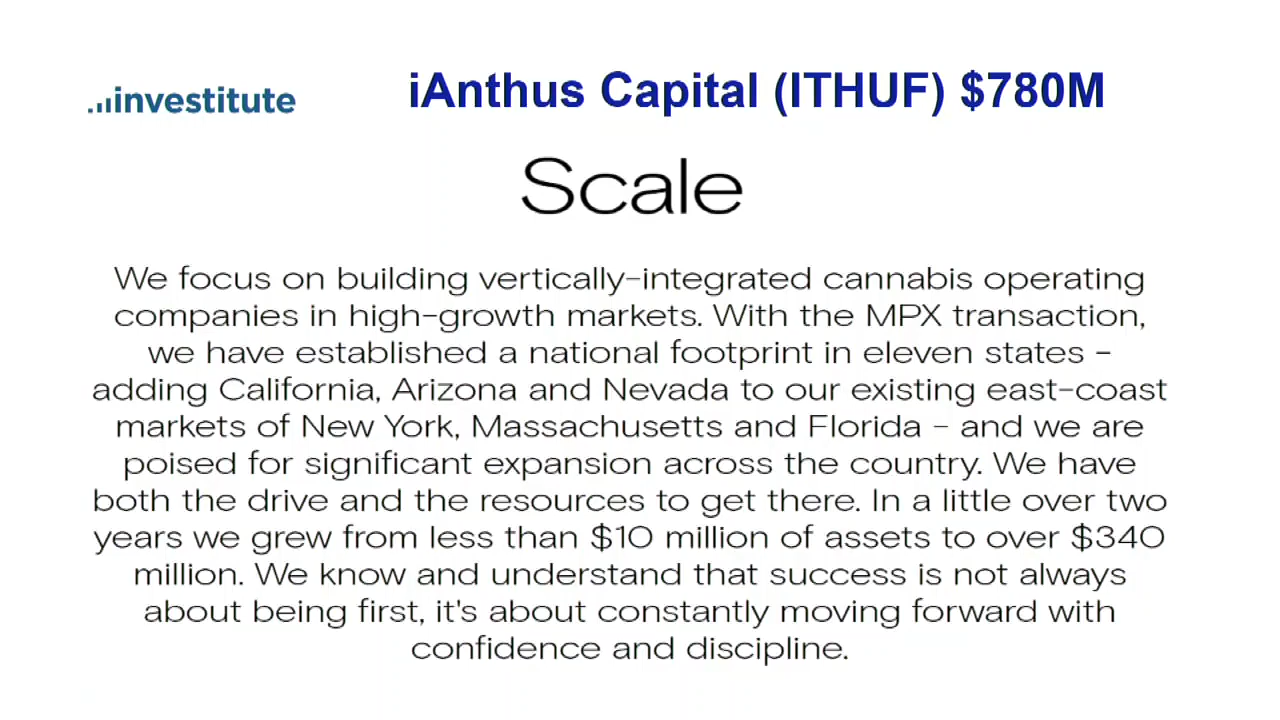 investitute
iAnthus Capital (ITHUF) $780M
Scale
We focus on building vertically-integrated cannabis operating
companies in high-growth markets. With the MPX transaction,
we have established a national footprint in eleven states -
adding California, Arizona and Nevada to our existing east-coast
markets of New York, Massachusetts and Florida - and we are
poised for significant expansion across the country. We have
both the drive and the resources to get there. In a little over two
years we grew from less than $10 million of assets to over $340
million. We know and understand that success is not always
about being first, it's about constantly moving forward with
confidence and discipline.